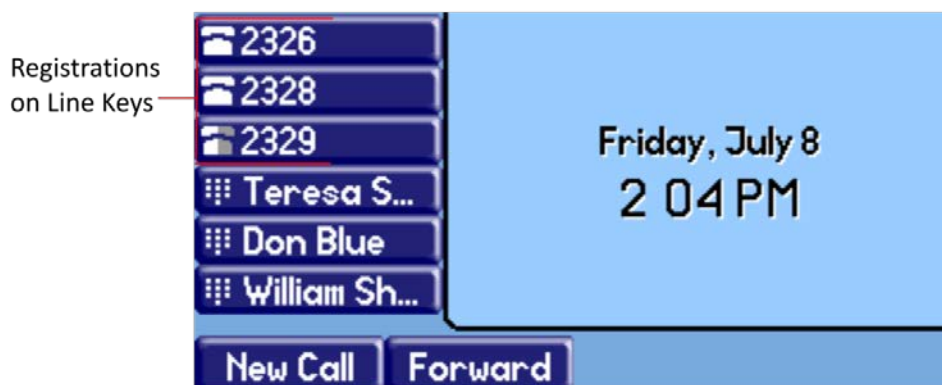 Registrations
on Line Keys
2326
2328
2329
Teresa S...
Don Blue
William Sh...
Friday, July 8
2 04 PM
New Call
Forward